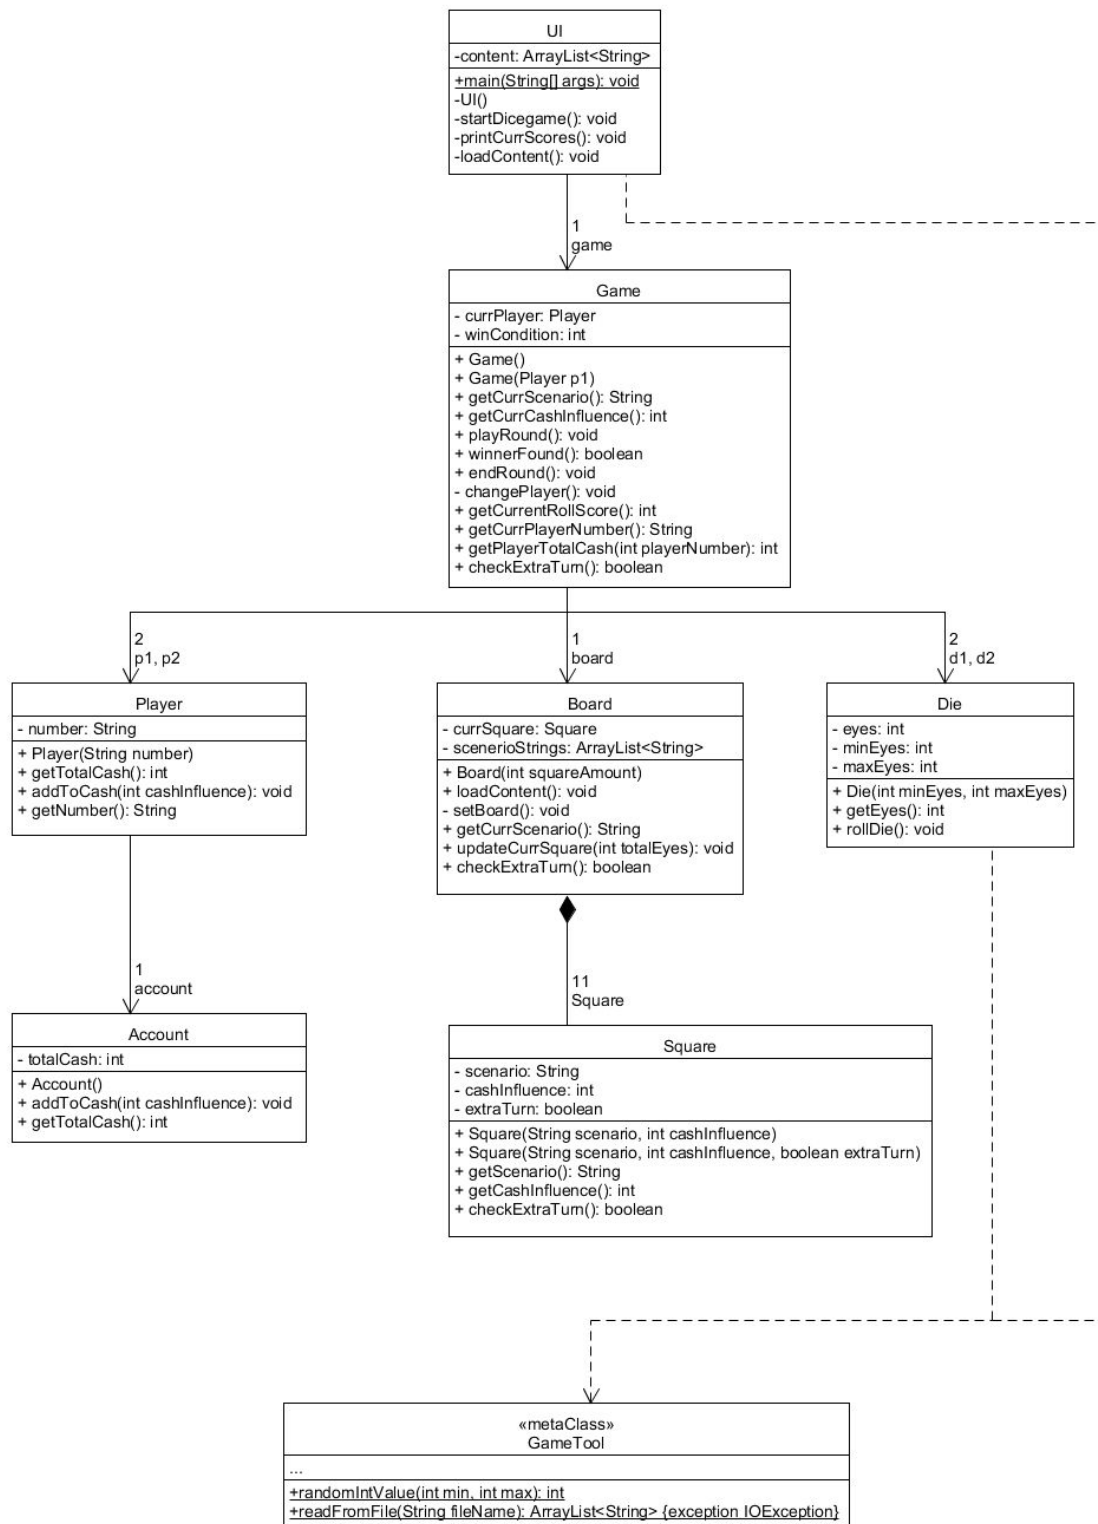 UI
-content: ArrayList<String>
+main(String[] args): void
-UI()
-startDicegame(): void
-printCurrScores(): void
-loadContent(): void
1
game
Game
- currPlayer: Player
- winCondition: int
+ Game()
+ Game(Player p1)
+ getCurrScenario(): String
+ getCurrCashInfluence(): int
+ playRound(): void
+ winnerFound(): boolean
+ endRound(): void
- changePlayer(): void
+ getCurrentRollScore(): int
+ getCurrPlayerNumber(): String
+ getPlayerTotalCash(int playerNumber): int
+ checkExtraTurn(): boolean
2
p1, p2
1
board
2
d1, d2
Player
- number: String
+ Player(String number)
+ getTotalCash(): int
+ addToCash(int cashInfluence): void
+ getNumber(): String
Board
- currSquare: Square
- scenerioStrings: ArrayList<String>
+ Board(int squareAmount)
+ loadContent(): void
- setBoard(): void
+ getCurrScenario(): String
+ updateCurrSquare(int totalEyes): void
+ checkExtraTurn(): boolean
Die
- eyes: int
- minEyes: int
- maxEyes: int
+ Die(int minEyes, int maxEyes)
+ getEyes(): int
+ rollDie(): void
1
account
11
Square
Account
- totalCash: int
+ Account()
+ addToCash(int cashInfluence): void
+ getTotalCash(): int
Square
- scenario: String
- cashInfluence: int
- extraTurn: boolean
+ Square(String scenario, int cashInfluence)
+ Square(String scenario, int cashInfluence, boolean extraTurn)
+ getScenario(): String
+ getCashInfluence(): int
+ checkExtraTurn(): boolean
«metaClass»
GameTool
...
+randomIntValue(int min, int max): int
+readFromFile(String fileName): ArrayList<String> {exception IOException}